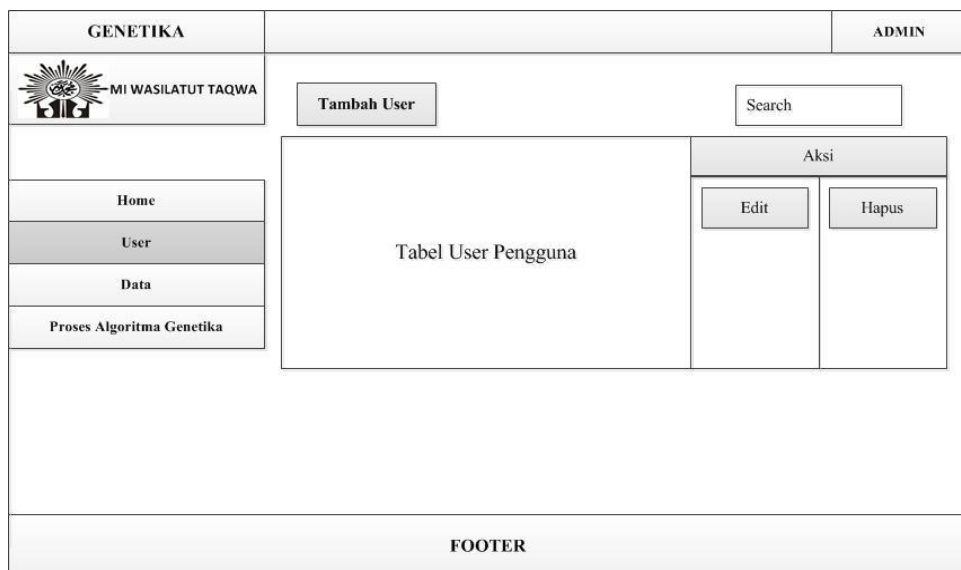 GENETIKA
ADMIN
MI WASILATUT TAQWA
Tambah User
Search
Aksi
Home
Edit
Hapus
User
Tabel User Pengguna
Data
Proses Algoritma Genetika
FOOTER